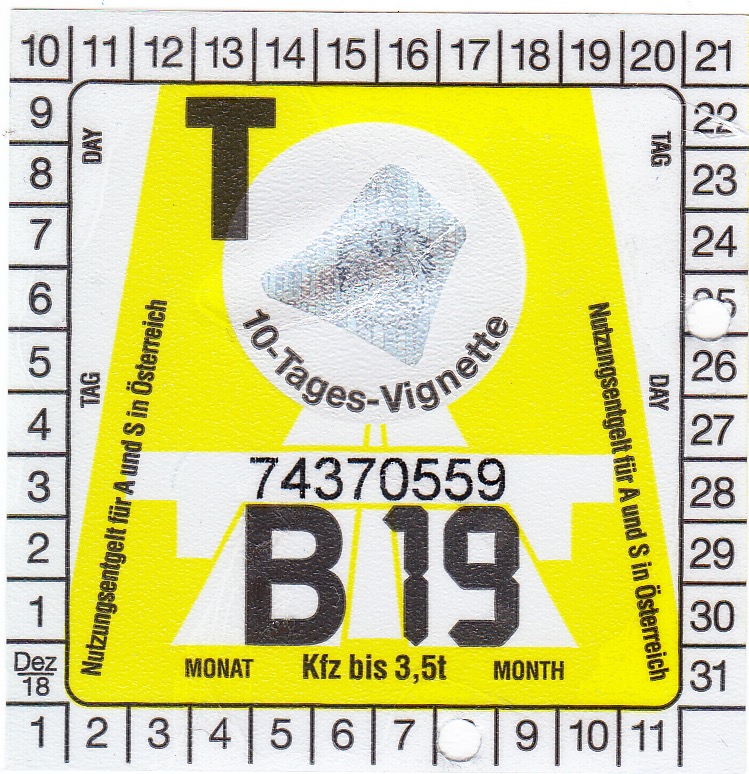 10 11 12 13 14 15 16 17 18 19 20 21
9
8
7
6
5
4
3
2
1
Dez
18
22
23
24
25
26
27
28
29
30
31
DAY
TAG
TAG
DAY
T
10-Tages-Vignette
Nutzungsentgelt für A und S in Österreich
Nutzungsentgelt für A und S in Österreich
74370559
B 19
MONAT Kfz bis 3,5t MONTH
1 2 3 4 5 6 7 9 10 11